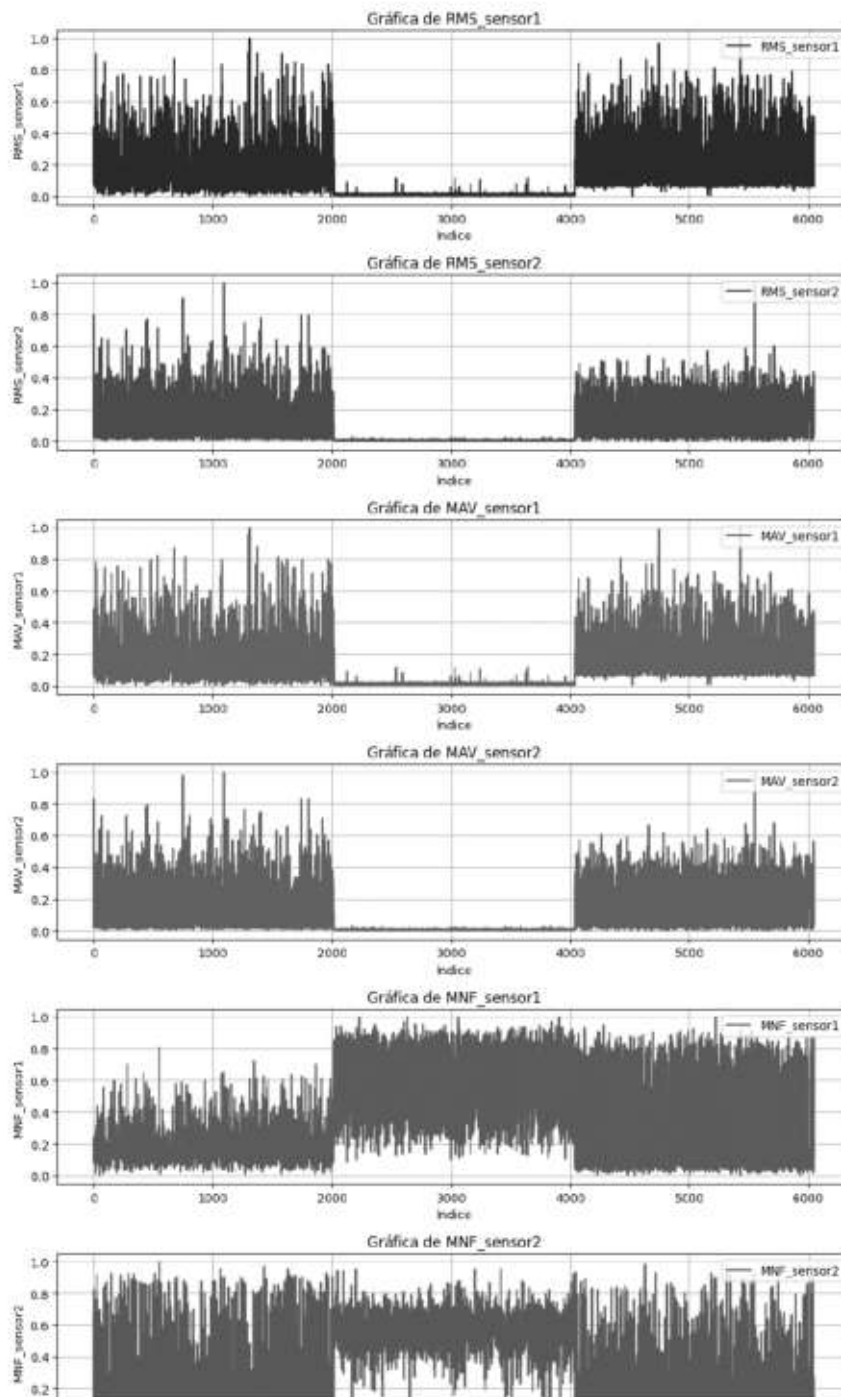 Gráfica de RMS_sensor1
RMS_sensor1
RMS_sensor1
1.0
0.8
0.6
0.4
0.2
0.0
0 1000 2000 3000 4000 5000 6000
Índice
Gráfica de RMS_sensor2
RMS_sensor2
RMS_sensor2
1.0
0.8
0.6
0.4
0.2
0.0
0 1000 2000 3000 4000 5000 6000
Índice
Gráfica de MAV_sensor1
MAV_sensor1
MAV_sensor1
1.0
0.8
0.6
0.4
0.2
0.0
0 1000 2000 3000 4000 5000 6000
Índice
Gráfica de MAV_sensor2
MAV_sensor2
MAV_sensor2
1.0
0.8
0.6
0.4
0.2
0.0
0 1000 2000 3000 4000 5000 6000
Índice
Gráfica de MNF_sensor1
MNF_sensor1
MNF_sensor1
1.0
0.8
0.6
0.4
0.2
0.0
0 1000 2000 3000 4000 5000 6000
Índice
Gráfica de MNF_sensor2
MNF_sensor2
MNF_sensor2
1.0
0.8
0.6
0.4
0.2